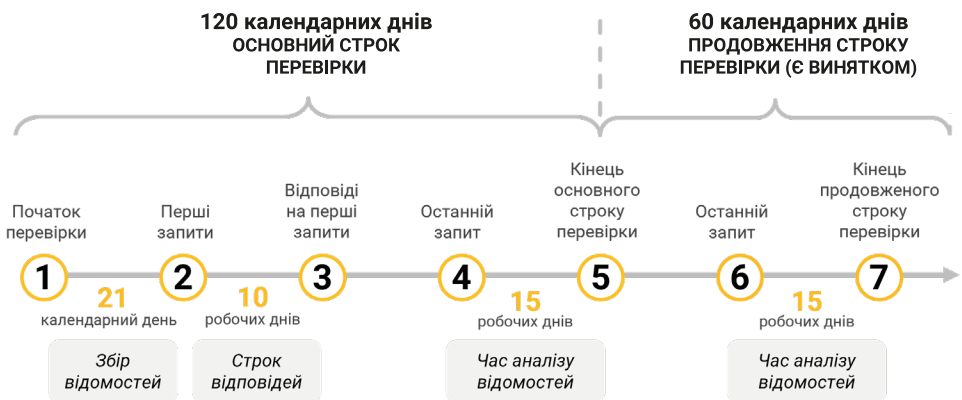 120 календарних днів
ОСНОВНИЙ СТРОК
ПЕРЕВІРКИ
60 календарних днів
ПРОДОВЖЕННЯ СТРОКУ
ПЕРЕВІРКИ (Є ВИНЯТКОМ)
Початок
перевірки
Перші
запити
Відповіді
на перші
запити
Останній
запит
Кінець
основного
строку
перевірки
Останній
запит
Кінець
продовженого
строку
перевірки
1
2
3
4
5
6
7
21
календарний день
10
робочих днів
15
робочих днів
15
робочих днів
Збір
відомостей
Строк
відповідей
Час аналізу
відомостей
Час аналізу
відомостей